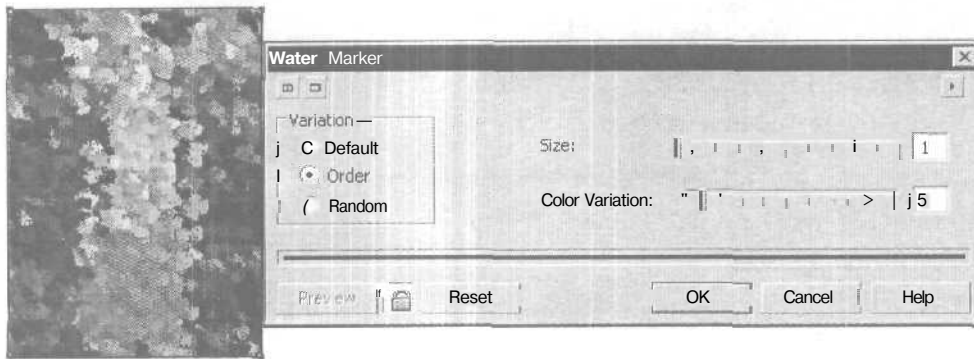 Water Marker
Variation
Default
Order
Random
Size: 1
Color Variation: 5
Preview Reset OK Cancel Help